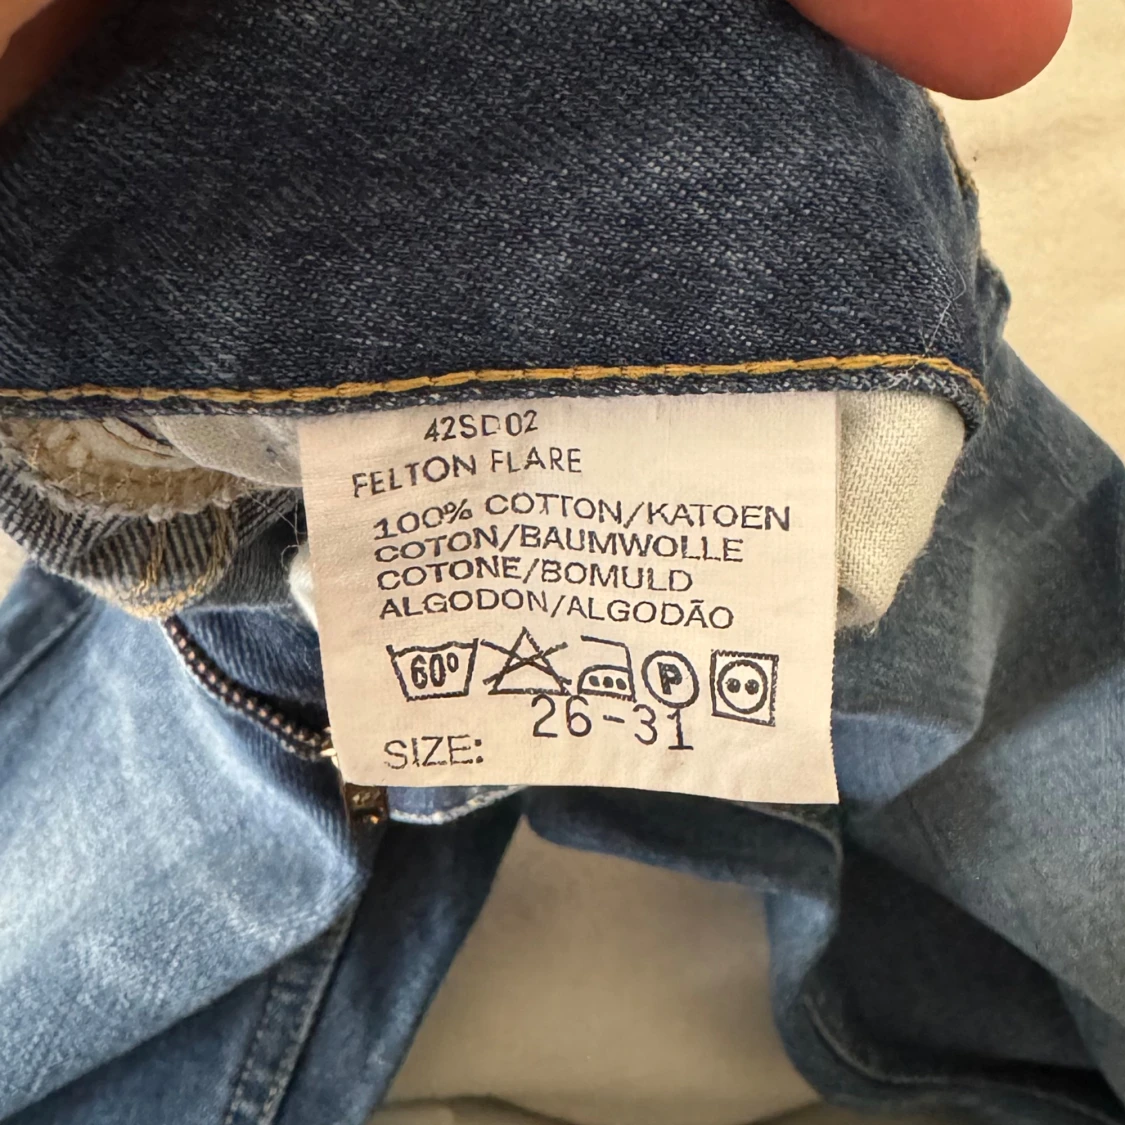 42SD02
FELTON FLARE
100% COTTON/KATOEN
COTON/BAUMWOLLE
COTONE/BOMULD
ALGODON/ALGODÃO
60° P
26-31
SIZE: